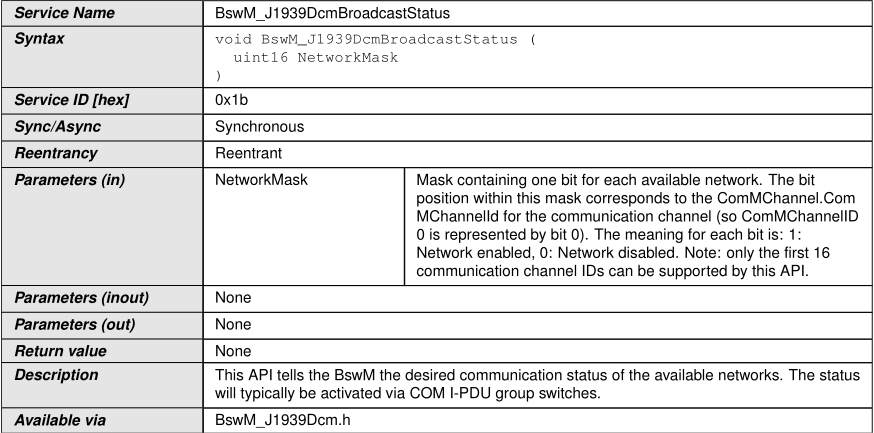 Service Name BswM_J1939DcmBroadcastStatus
Syntax void BswM_J1939DcmBroadcastStatus (
uint16 NetworkMask
)
Service ID [hex] 0x1b
Sync/Async Synchronous
Reentrancy Reentrant
Parameters (in) NetworkMask Mask containing one bit for each available network. The bit
position within this mask corresponds to the ComMChannel.Com
MChannelId for the communication channel (so ComMChannelID
0 is represented by bit 0). The meaning for each bit is: 1:
Network enabled, 0: Network disabled. Note: only the first 16
communication channel IDs can be supported by this API.
Parameters (inout) None
Parameters (out) None
Return value None
Description This API tells the BswM the desired communication status of the available networks. The status
will typically be activated via COM I-PDU group switches.
Available via BswM_J1939Dcm.h